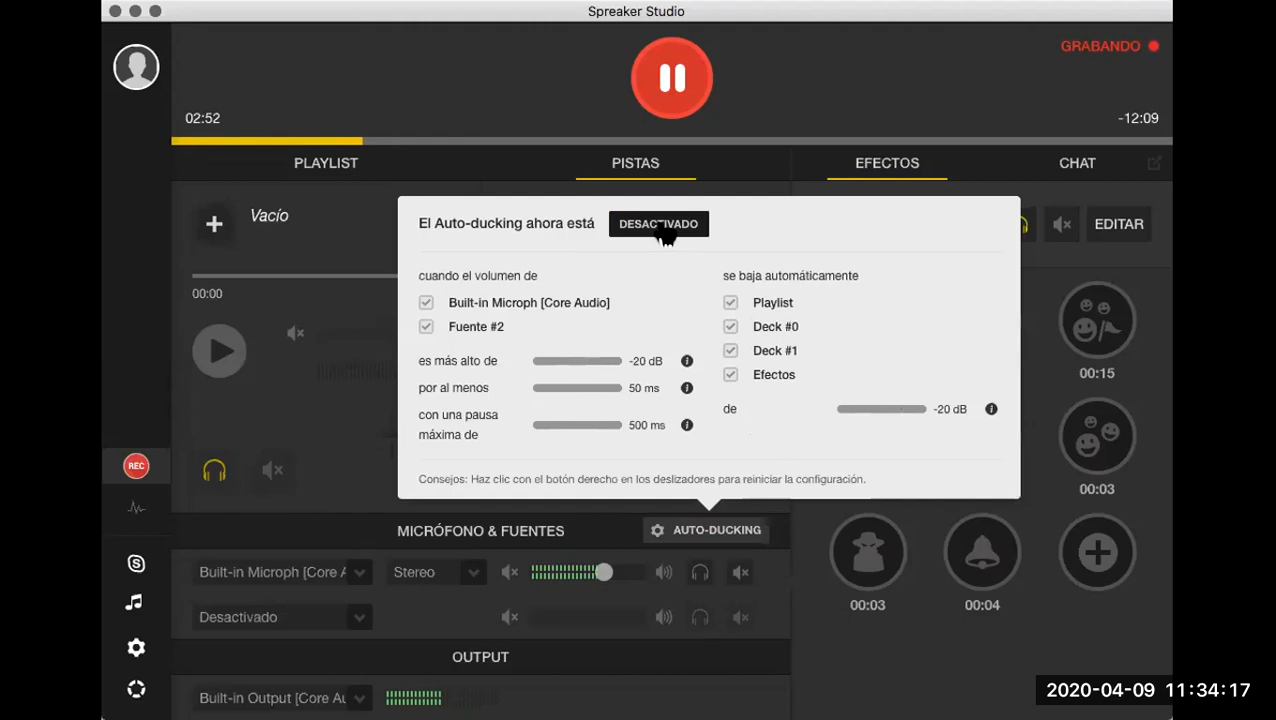 Spreaker Studio
GRABANDO
02:52
-12:09
PLAYLIST
PISTAS
EFECTOS
CHAT
Vacío
00:00
El Auto-ducking ahora está
DESACTIVADO
EDITAR
cuando el volumen de
se baja automáticamente
Built-in Microph [Core Audio]
Playlist
Fuente #2
Deck #0
Deck #1
es más alto de
-20 dB
Efectos
por al menos
50 ms
con una pausa
máxima de
500 ms
de
-20 dB
Consejos: Haz clic con el botón derecho en los deslizadores para reiniciar la configuración.
00:15
00:03
REC
MICRÓFONO & FUENTES
AUTO-DUCKING
Built-in Microph [Core A
Stereo
Desactivado
00:03
00:04
OUTPUT
Built-in Output [Core Au
2020-04-09 11:34:17